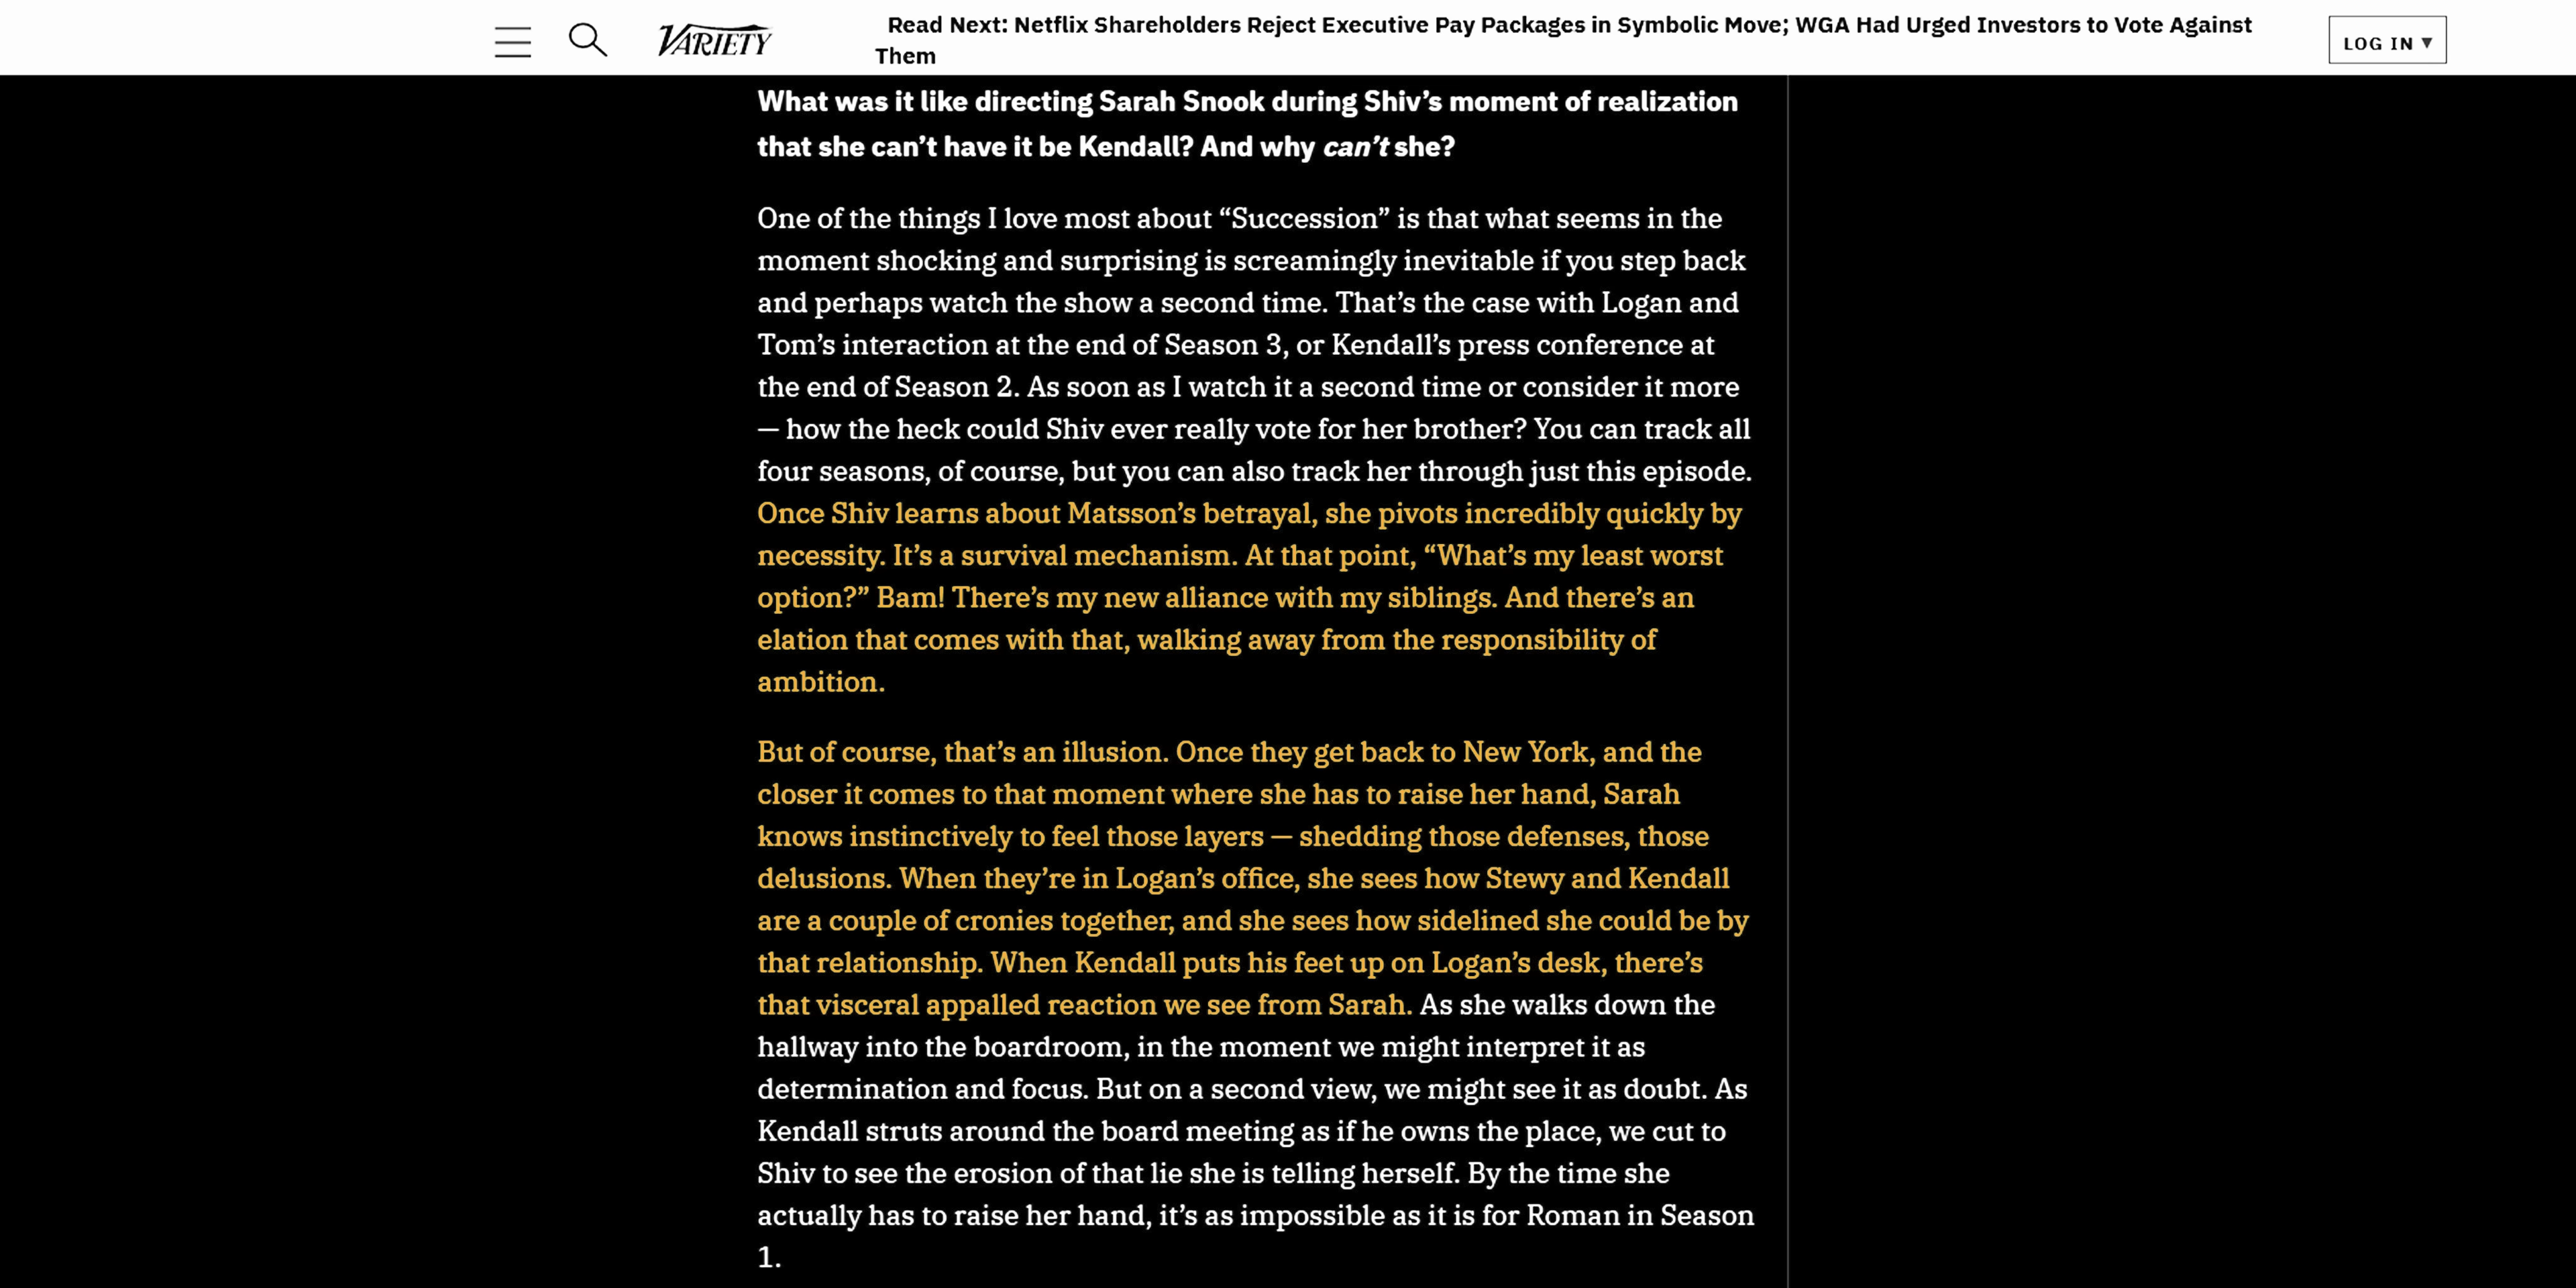 VARIETY
Read Next: Netflix Shareholders Reject Executive Pay Packages in Symbolic Move; WGA Had Urged Investors to Vote Against
Them
LOG IN ▼
What was it like directing Sarah Snook during Shiv’s moment of realization
that she can’t have it be Kendall? And why can’t she?
One of the things I love most about “Succession” is that what seems in the
moment shocking and surprising is screamingly inevitable if you step back
and perhaps watch the show a second time. That’s the case with Logan and
Tom’s interaction at the end of Season 3, or Kendall’s press conference at
the end of Season 2. As soon as I watch it a second time or consider it more
— how the heck could Shiv ever really vote for her brother? You can track all
four seasons, of course, but you can also track her through just this episode.
Once Shiv learns about Matsson’s betrayal, she pivots incredibly quickly by
necessity. It’s a survival mechanism. At that point, “What’s my least worst
option?” Bam! There’s my new alliance with my siblings. And there’s an
elation that comes with that, walking away from the responsibility of
ambition.
But of course, that’s an illusion. Once they get back to New York, and the
closer it comes to that moment where she has to raise her hand, Sarah
knows instinctively to feel those layers — shedding those defenses, those
delusions. When they’re in Logan’s office, she sees how Stewy and Kendall
are a couple of cronies together, and she sees how sidelined she could be by
that relationship. When Kendall puts his feet up on Logan’s desk, there’s
that visceral appalled reaction we see from Sarah. As she walks down the
hallway into the boardroom, in the moment we might interpret it as
determination and focus. But on a second view, we might see it as doubt. As
Kendall struts around the board meeting as if he owns the place, we cut to
Shiv to see the erosion of that lie she is telling herself. By the time she
actually has to raise her hand, it’s as impossible as it is for Roman in Season
1.